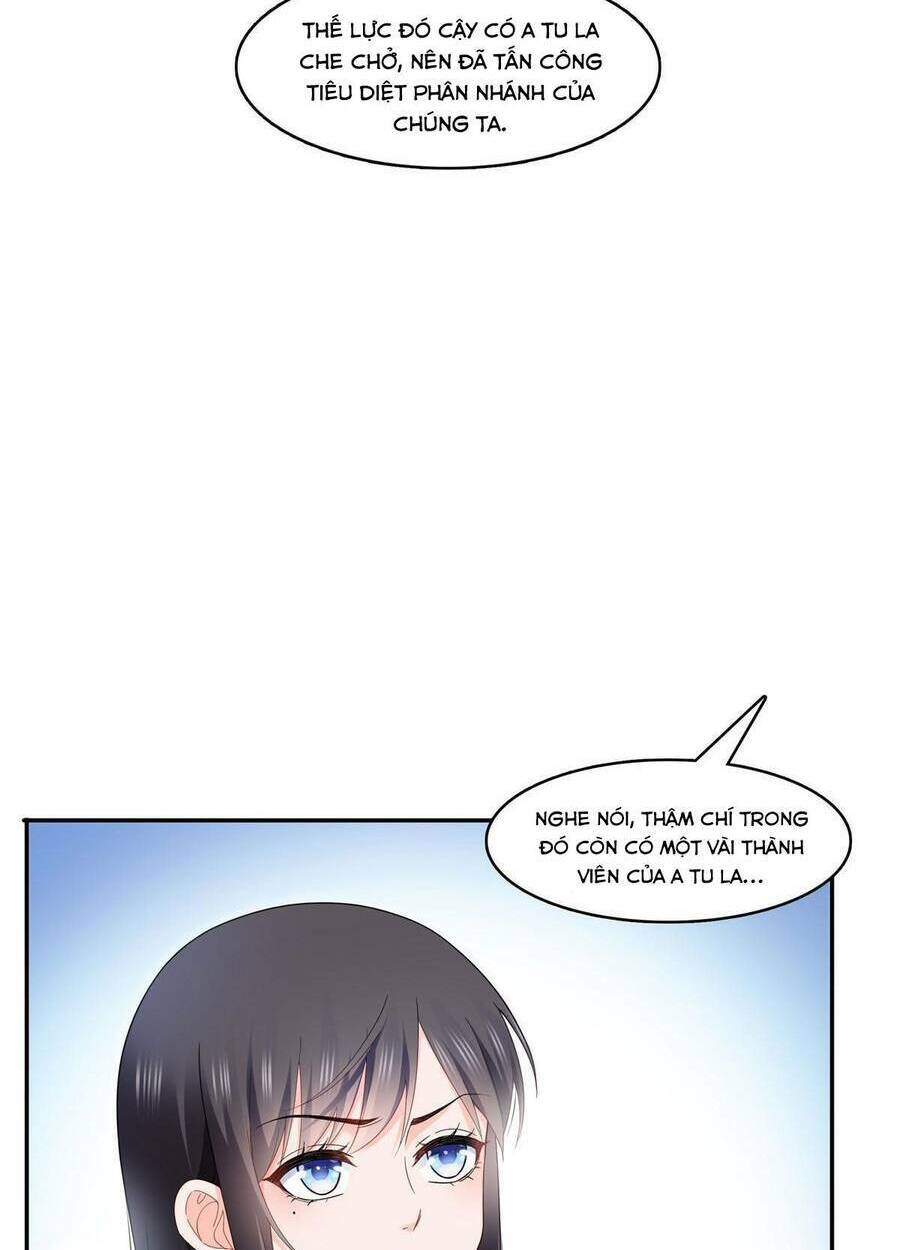 THẾ LỰC ĐÓ CẬY CÓ A TU LA
CHE CHỞ, NÊN ĐÃ TẤN CÔNG
TIÊU DIỆT PHÂN NHÁNH CỦA
CHÚNG TA.
NGHE NÓI, THẬM CHÍ TRONG
ĐÓ CÒN CÓ MỘT VÀI THÀNH
VIÊN CỦA A TU LA...